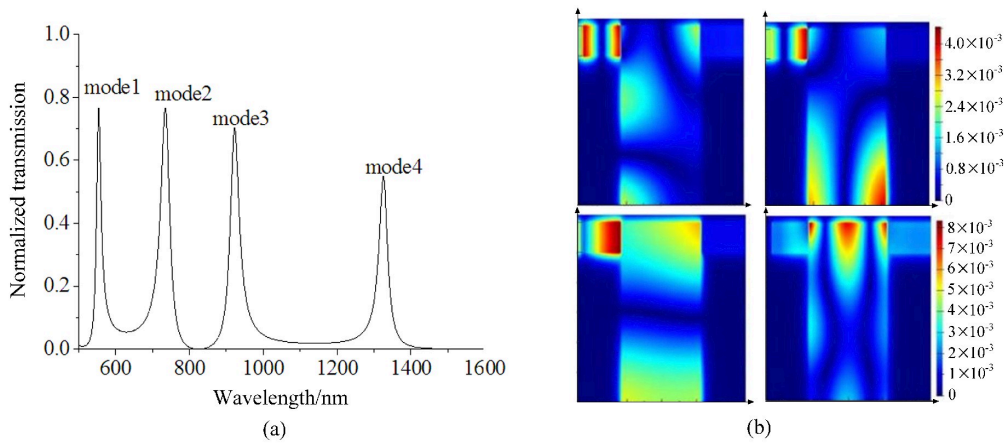 1.0
0.8
0.6
0.4
0.2
0.0
600 800 1000 1200 1400 1600
Normalized transmission
Wavelength/nm
mode1
mode2
mode3
mode4
(a)
4.0×10⁻³
3.2×10⁻³
2.4×10⁻³
1.6×10⁻³
0.8×10⁻³
0
8×10⁻³
7×10⁻³
6×10⁻³
5×10⁻³
4×10⁻³
3×10⁻³
2×10⁻³
1×10⁻³
0
(b)